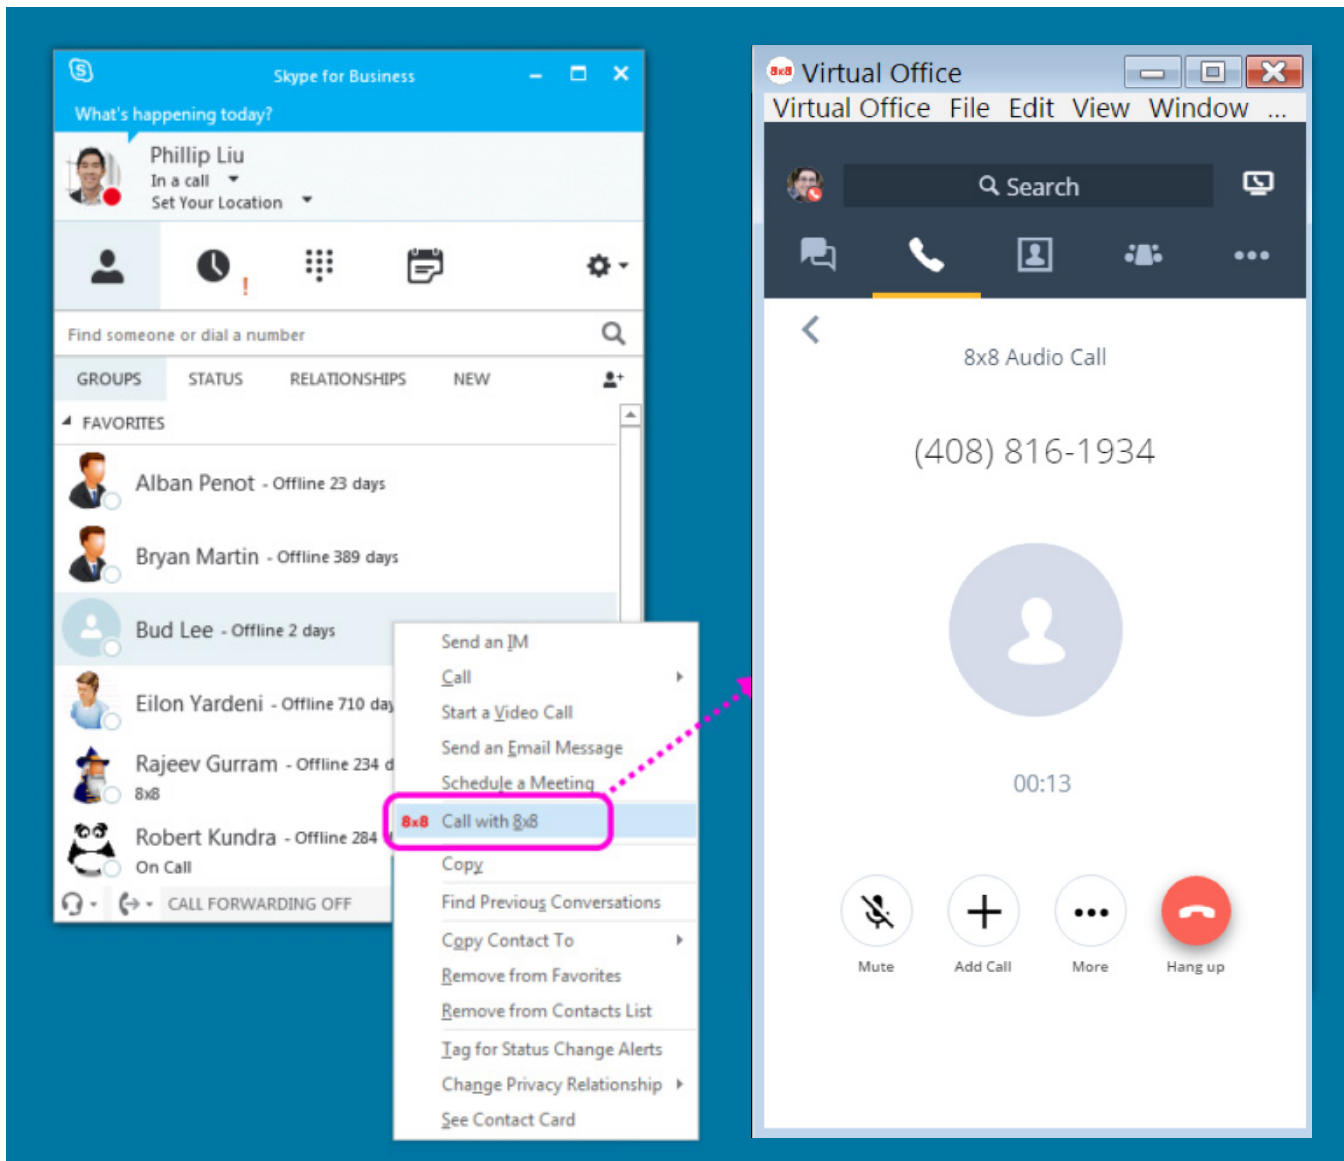 Skype for Business
What's happening today?
Phillip Liu
In a call
Set Your Location
!
Find someone or dial a number
GROUPS STATUS RELATIONSHIPS NEW
FAVORITES
Alban Penot - Offline 23 days
Bryan Martin - Offline 389 days
Bud Lee - Offline 2 days
Eilon Yardeni - Offline 710 day
Rajeev Gurram - Offline 234 d
8x8
Robert Kundra - Offline 284
On Call
CALL FORWARDING OFF
Send an IM
Call
Start a Video Call
Send an Email Message
Schedule a Meeting
8x8 Call with 8x8
Copy
Find Previous Conversations
Copy Contact To
Remove from Favorites
Remove from Contacts List
Tag for Status Change Alerts
Change Privacy Relationship
See Contact Card
8x8 Virtual Office
Virtual Office File Edit View Window ...
Search
8x8 Audio Call
(408) 816-1934
00:13
Mute Add Call More Hang up